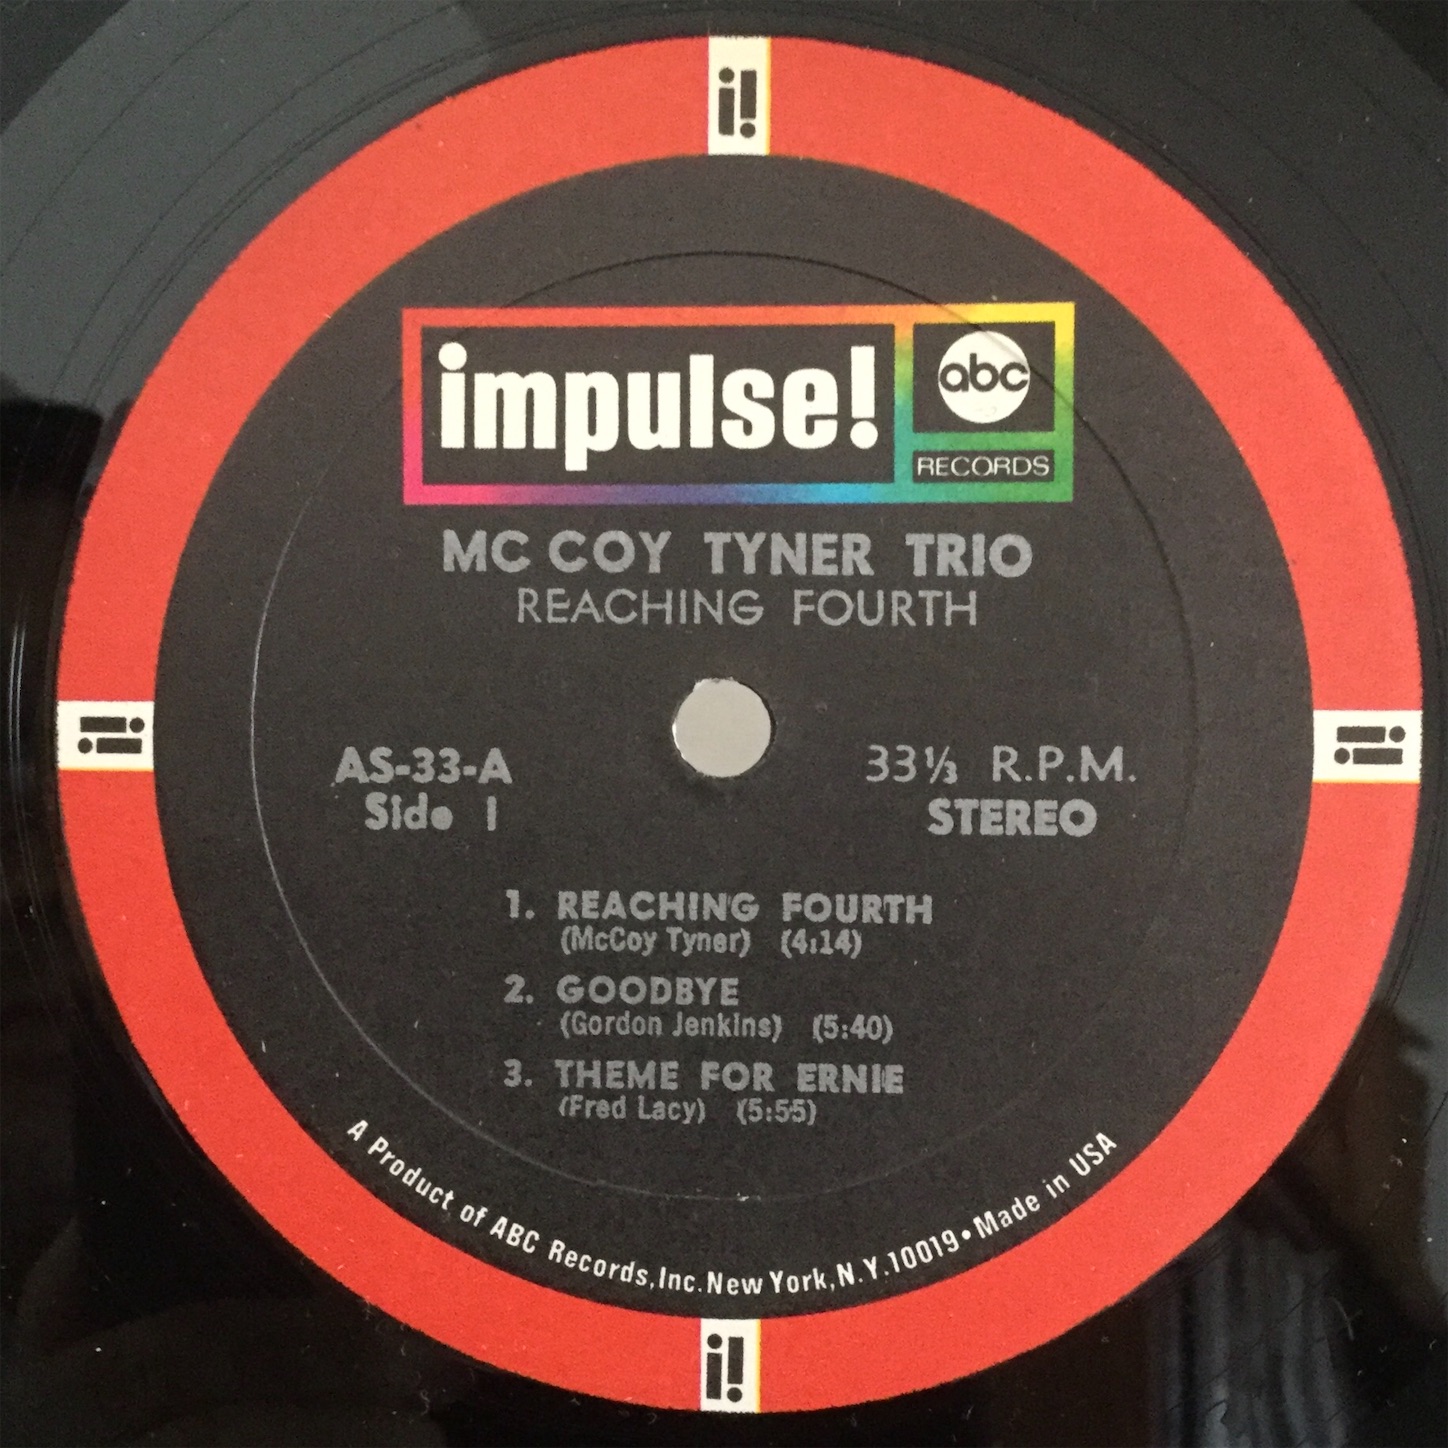 i!
impulse! abc
RECORDS
MC COY TYNER TRIO
REACHING FOURTH
AS-33-A
Side 1
33⅓ R.P.M.
STEREO
1. REACHING FOURTH
(McCoy Tyner) (4:14)
2. GOODBYE
(Gordon Jenkins) (5:40)
3. THEME FOR ERNIE
(Fred Lacy) (5:55)
A Product of ABC Records, Inc. New York, N.Y. 10019 • Made in USA
i!
i!
i!